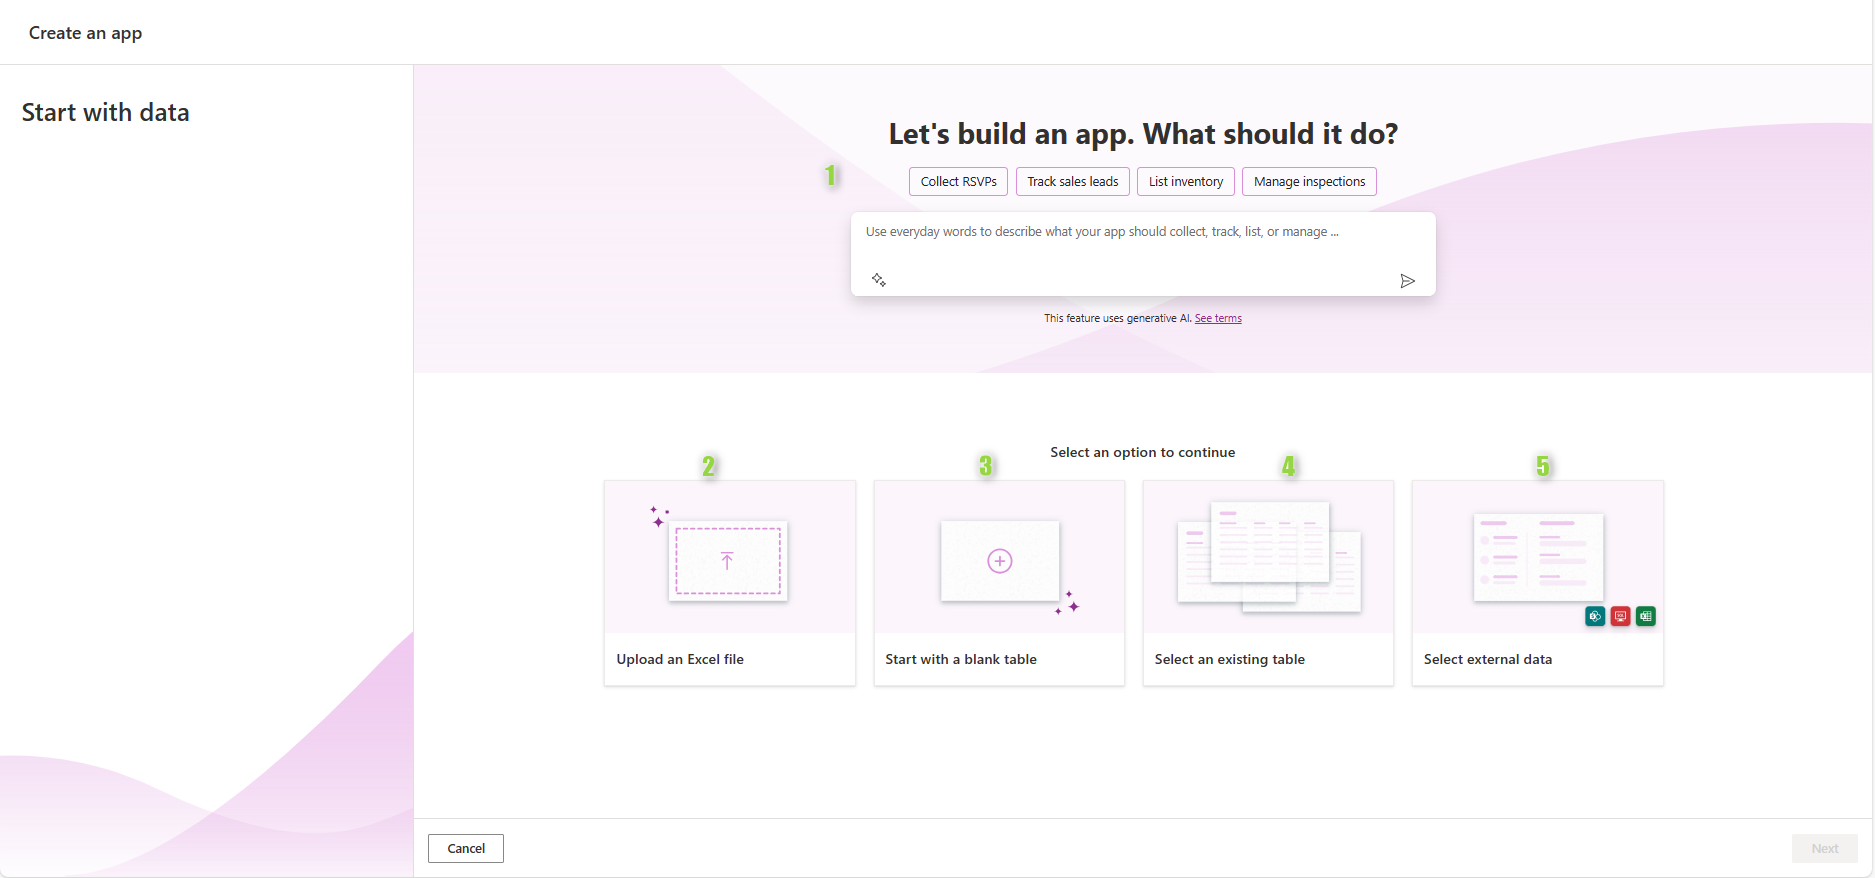 Create an app
Start with data
Let's build an app. What should it do?
1
Collect RSVPs
Track sales leads
List inventory
Manage inspections
Use everyday words to describe what your app should collect, track, list, or manage ...
This feature uses generative AI. See terms
Select an option to continue
2
3
4
5
Upload an Excel file
Start with a blank table
Select an existing table
Select external data
Cancel
Next